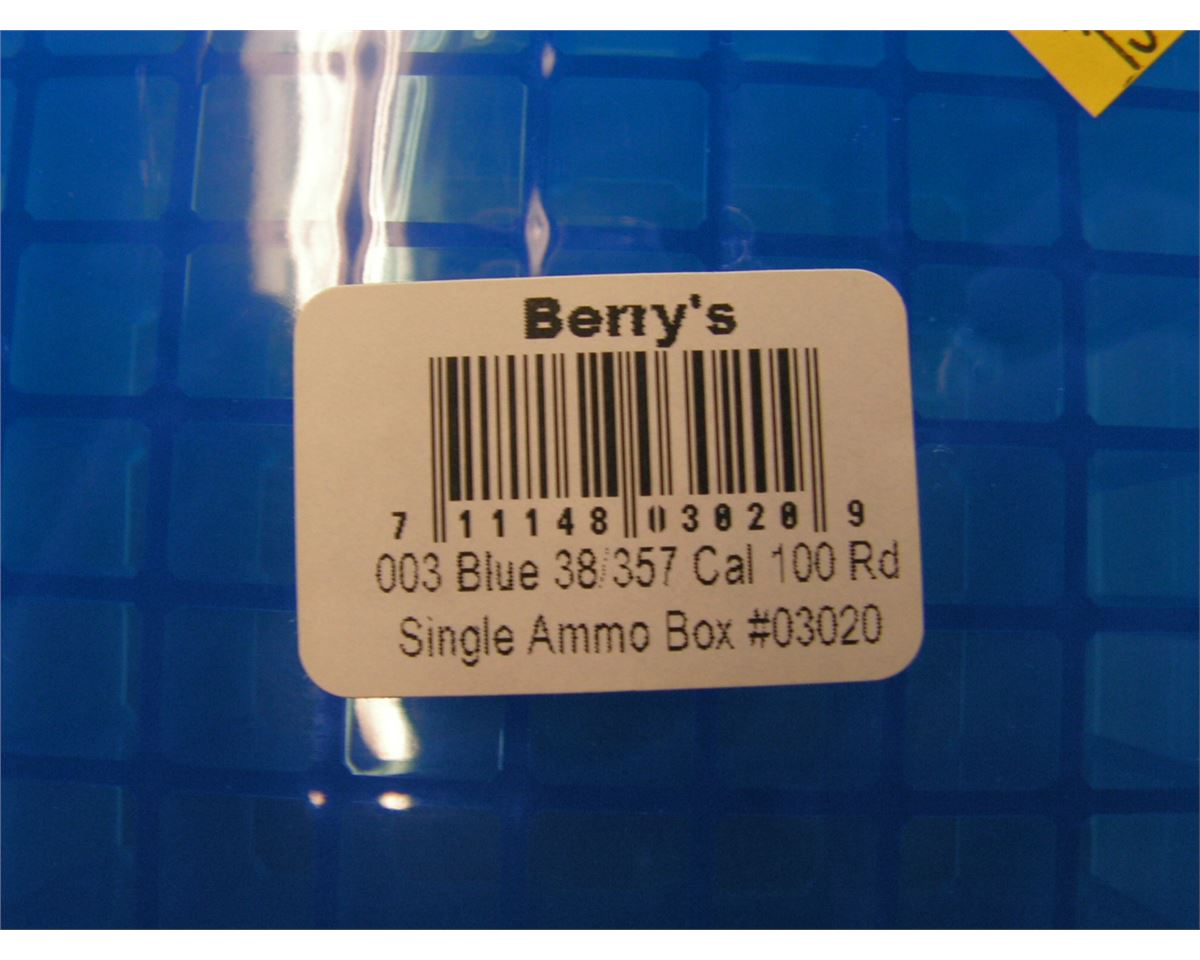 Berry's
7 11148 03020 9
003 Blue 38/357 Cal 100 Rd
Single Ammo Box #03020